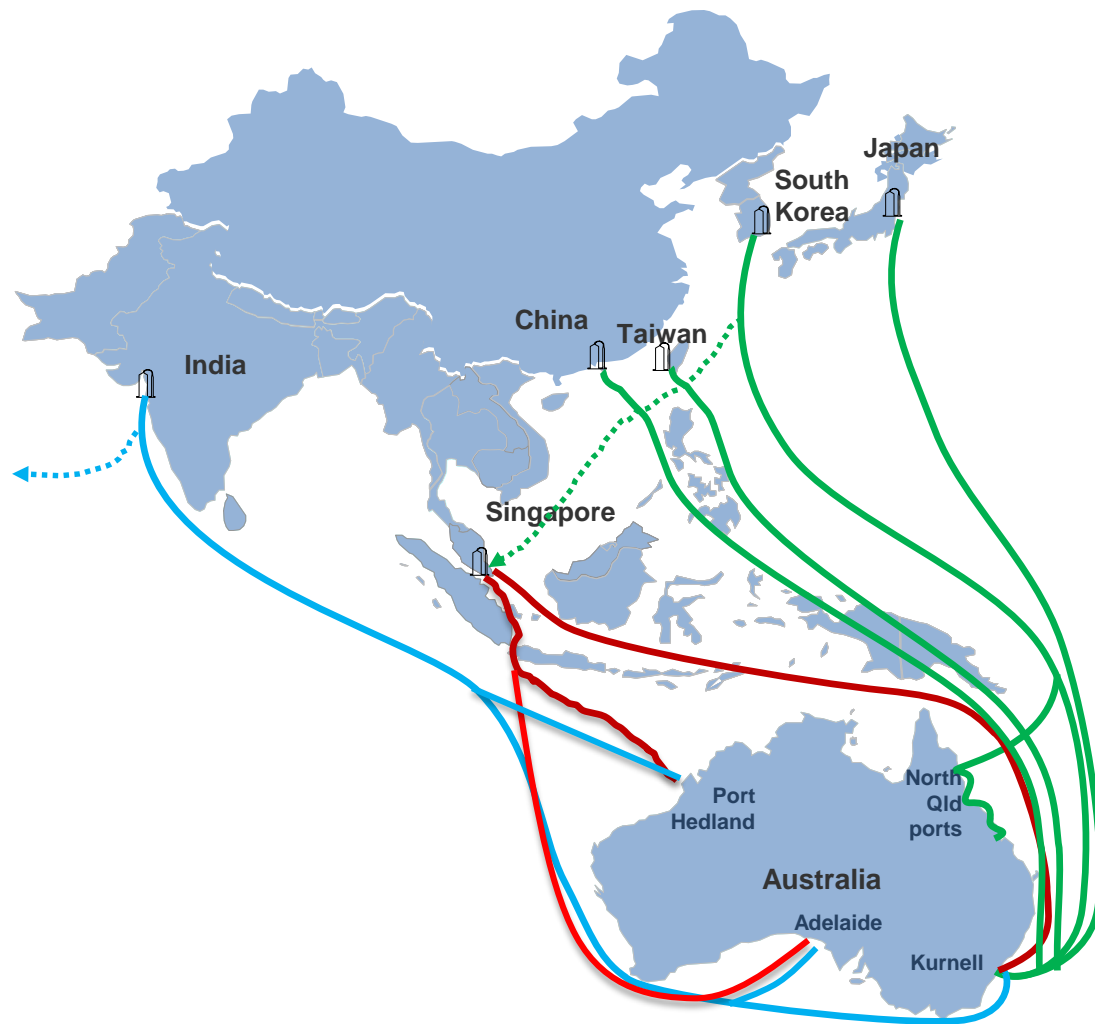 Japan
South
Korea
China
Taiwan
India
Singapore
North
Qld
ports
Port
Hedland
Australia
Adelaide
Kurnell